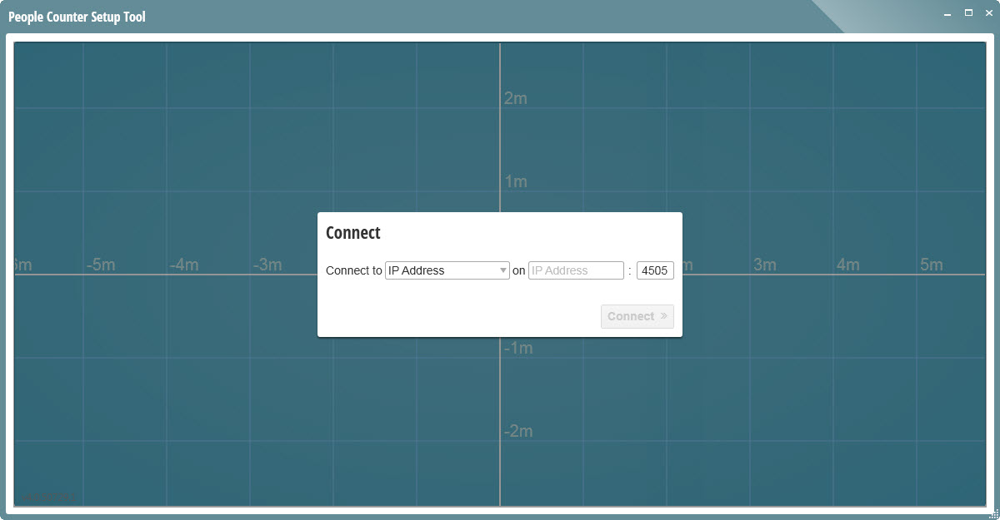 People Counter Setup Tool
2m
1m
Connect
-5m -4m -3m 3m 4m 5m
Connect to IP Address on IP Address : 4505
Connect »
-1m
-2m